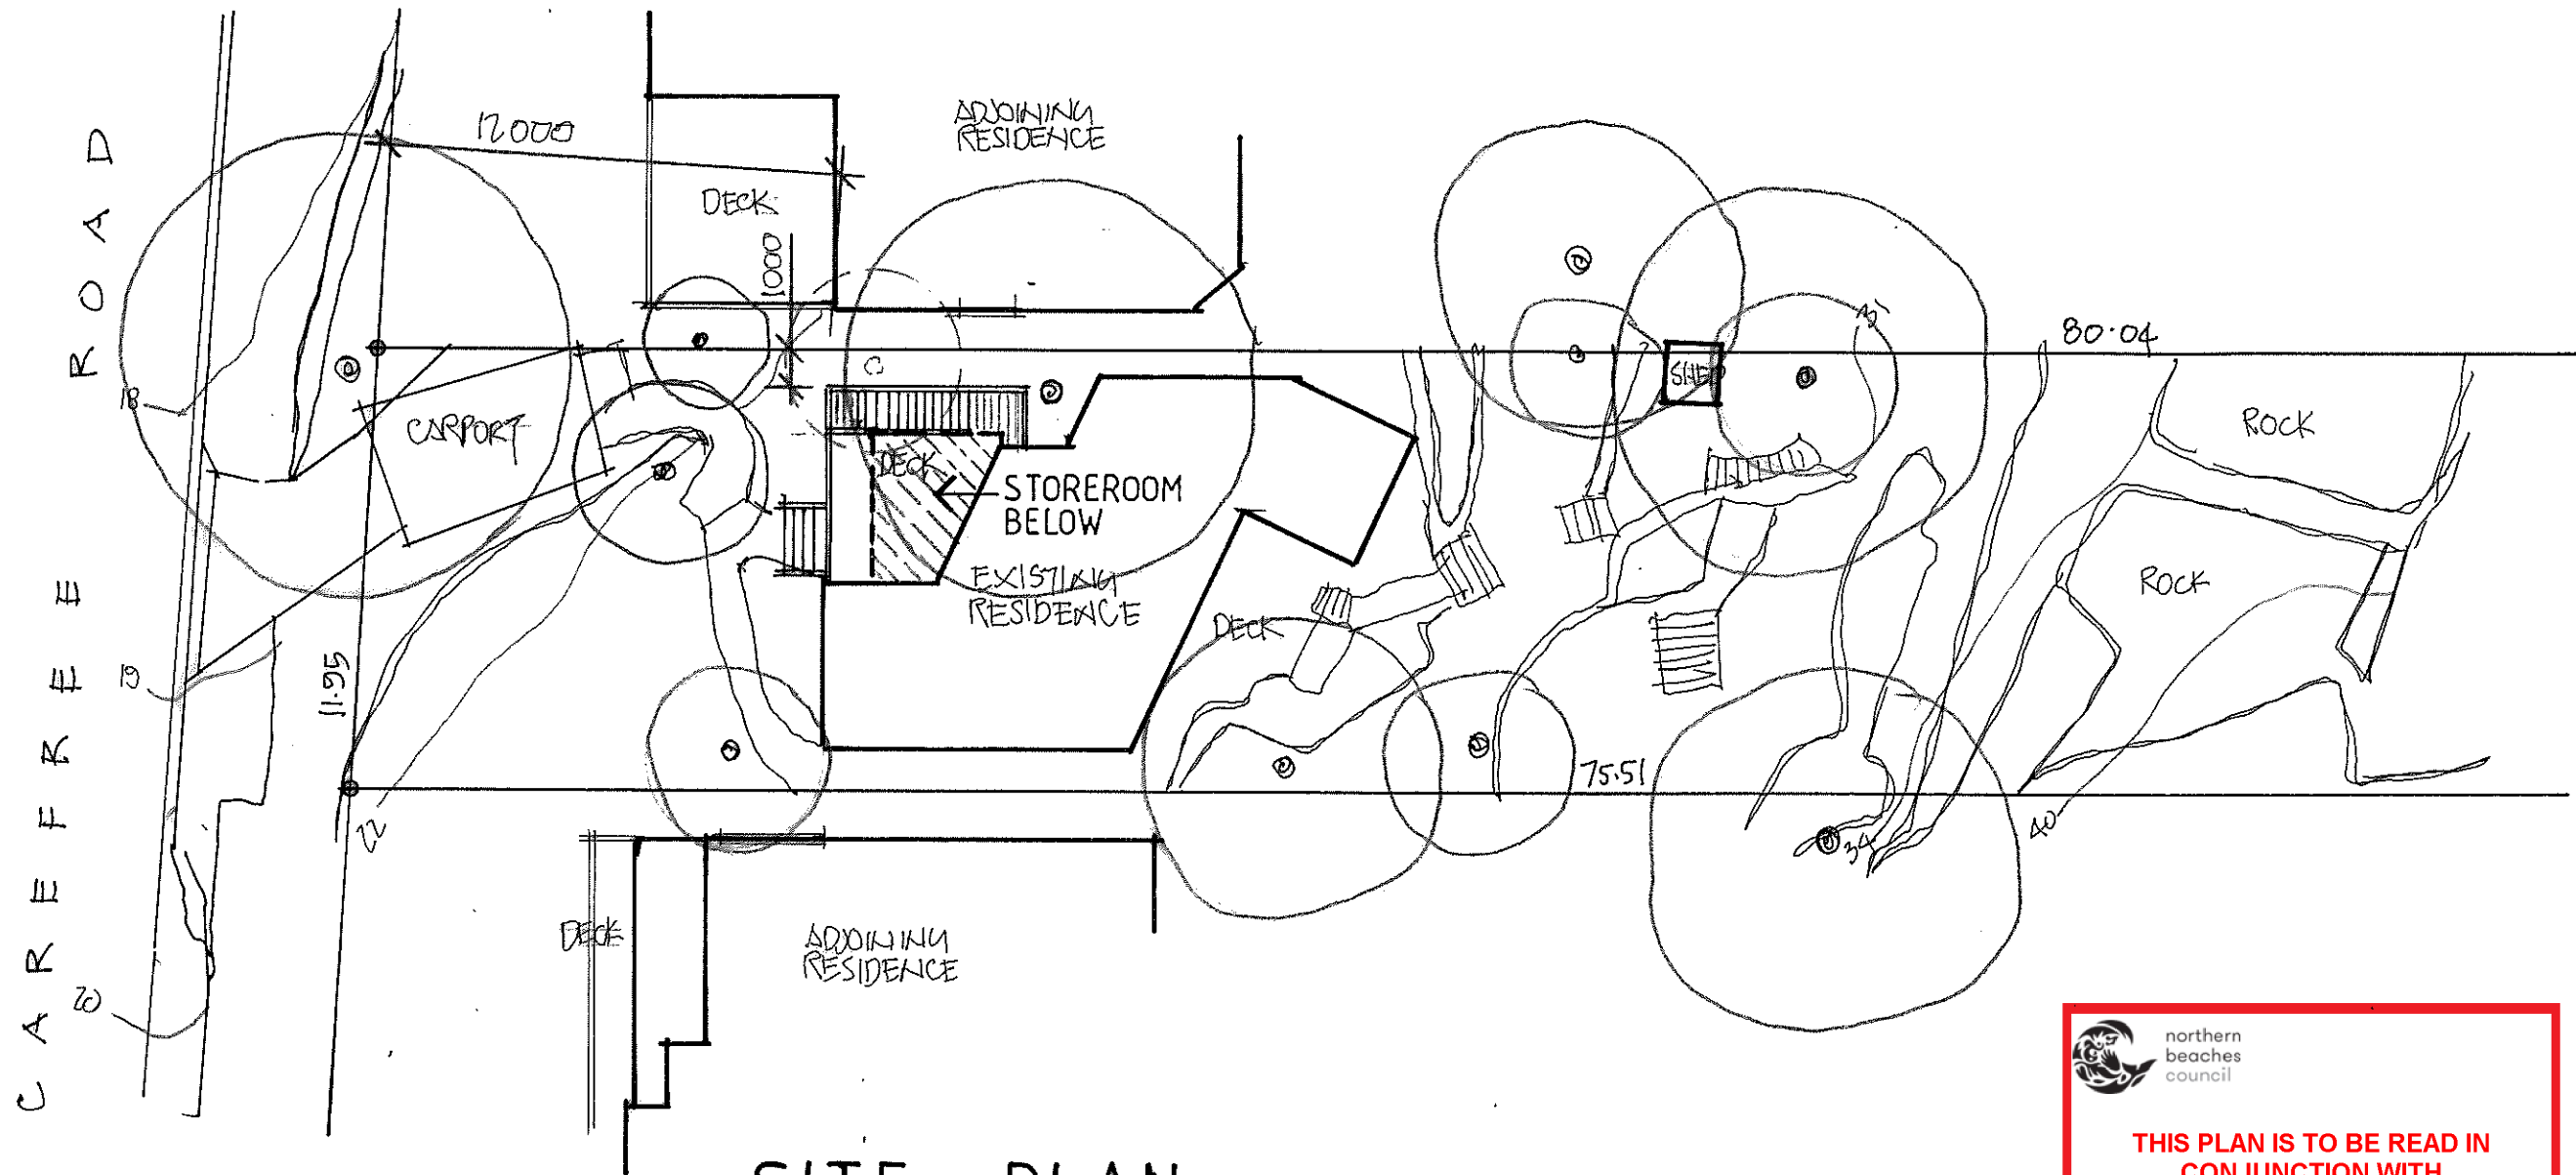 CAREFREE ROAD
12000
ADJOINING
RESIDENCE
DECK
1000
31
80.04
18
CARPORT
SHED
ROCK
DECK
STOREROOM
BELOW
EXISTING
RESIDENCE
ROCK
DECK
19
11.95
75.51
22
34
40
DECK
ADJOINING
RESIDENCE
20
SITE PLAN
northern
beaches
council
THIS PLAN IS TO BE READ IN
CONJUNCTION WITH